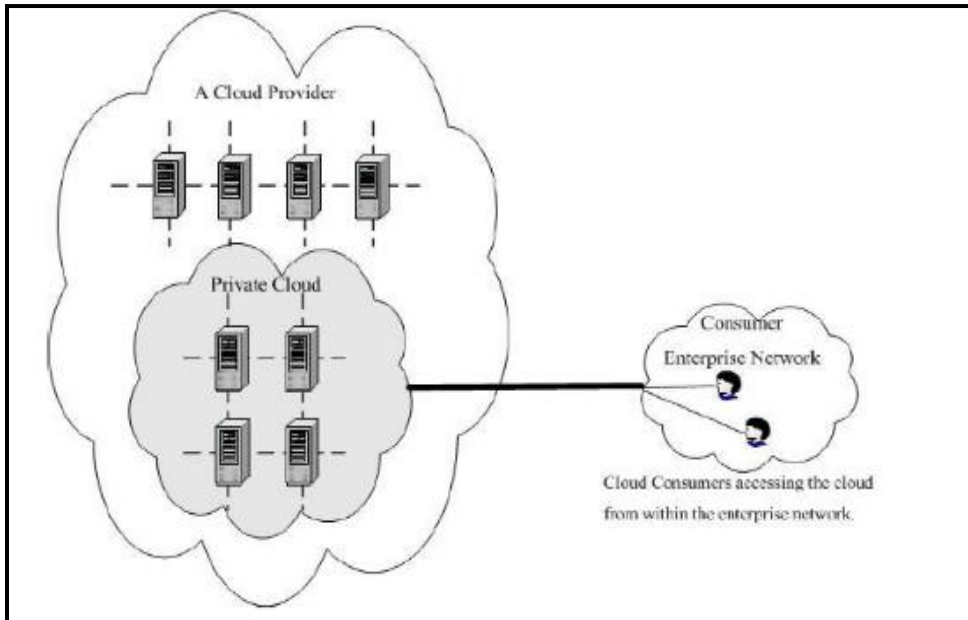 A Cloud Provider
Private Cloud
Consumer
Enterprise Network
Cloud Consumers accessing the cloud
from within the enterprise network.